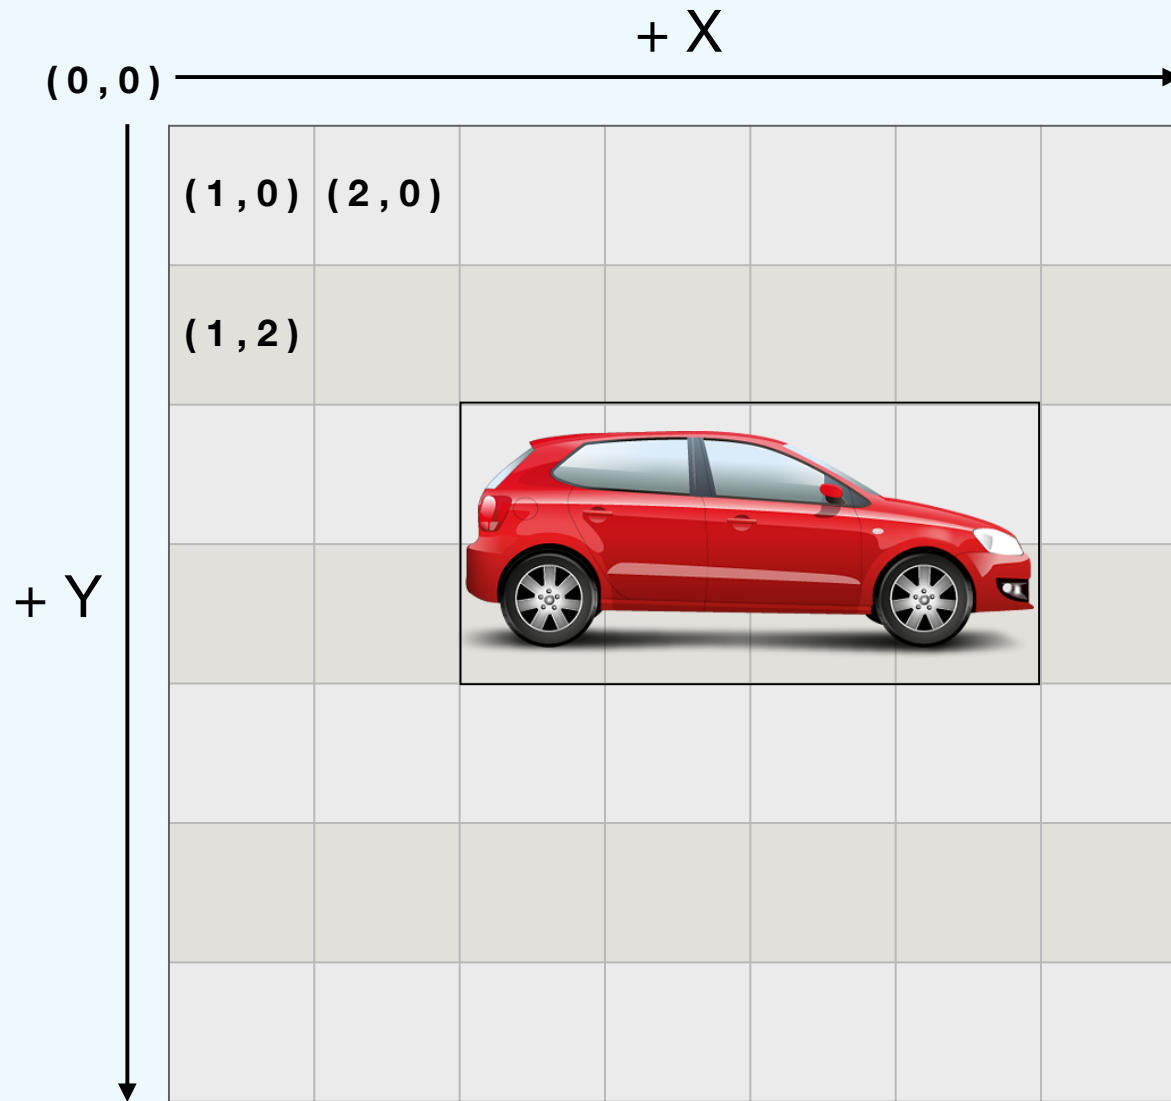 + X
(0,0)
(1,0) (2,0)
(1,2)
+ Y